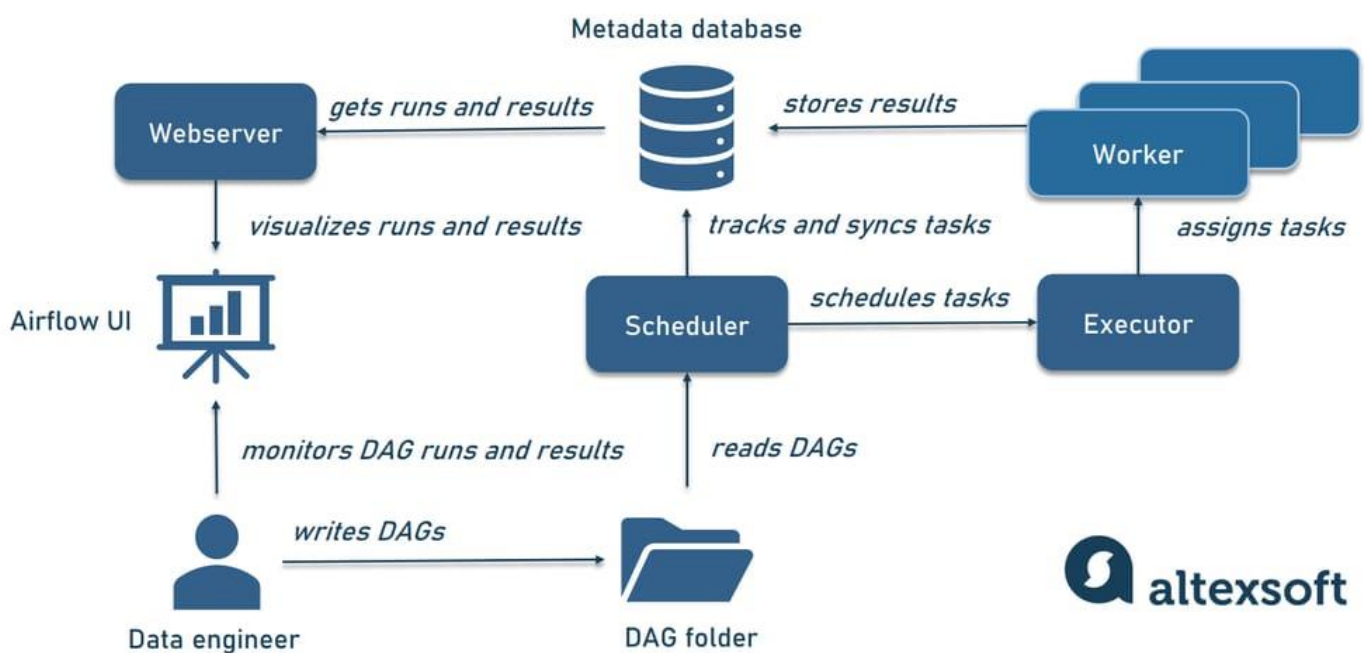 Metadata database
gets runs and results
stores results
Webserver
Worker
visualizes runs and results
tracks and syncs tasks
assigns tasks
Airflow UI
Scheduler
schedules tasks
Executor
monitors DAG runs and results
reads DAGs
writes DAGs
altexsoft
Data engineer
DAG folder